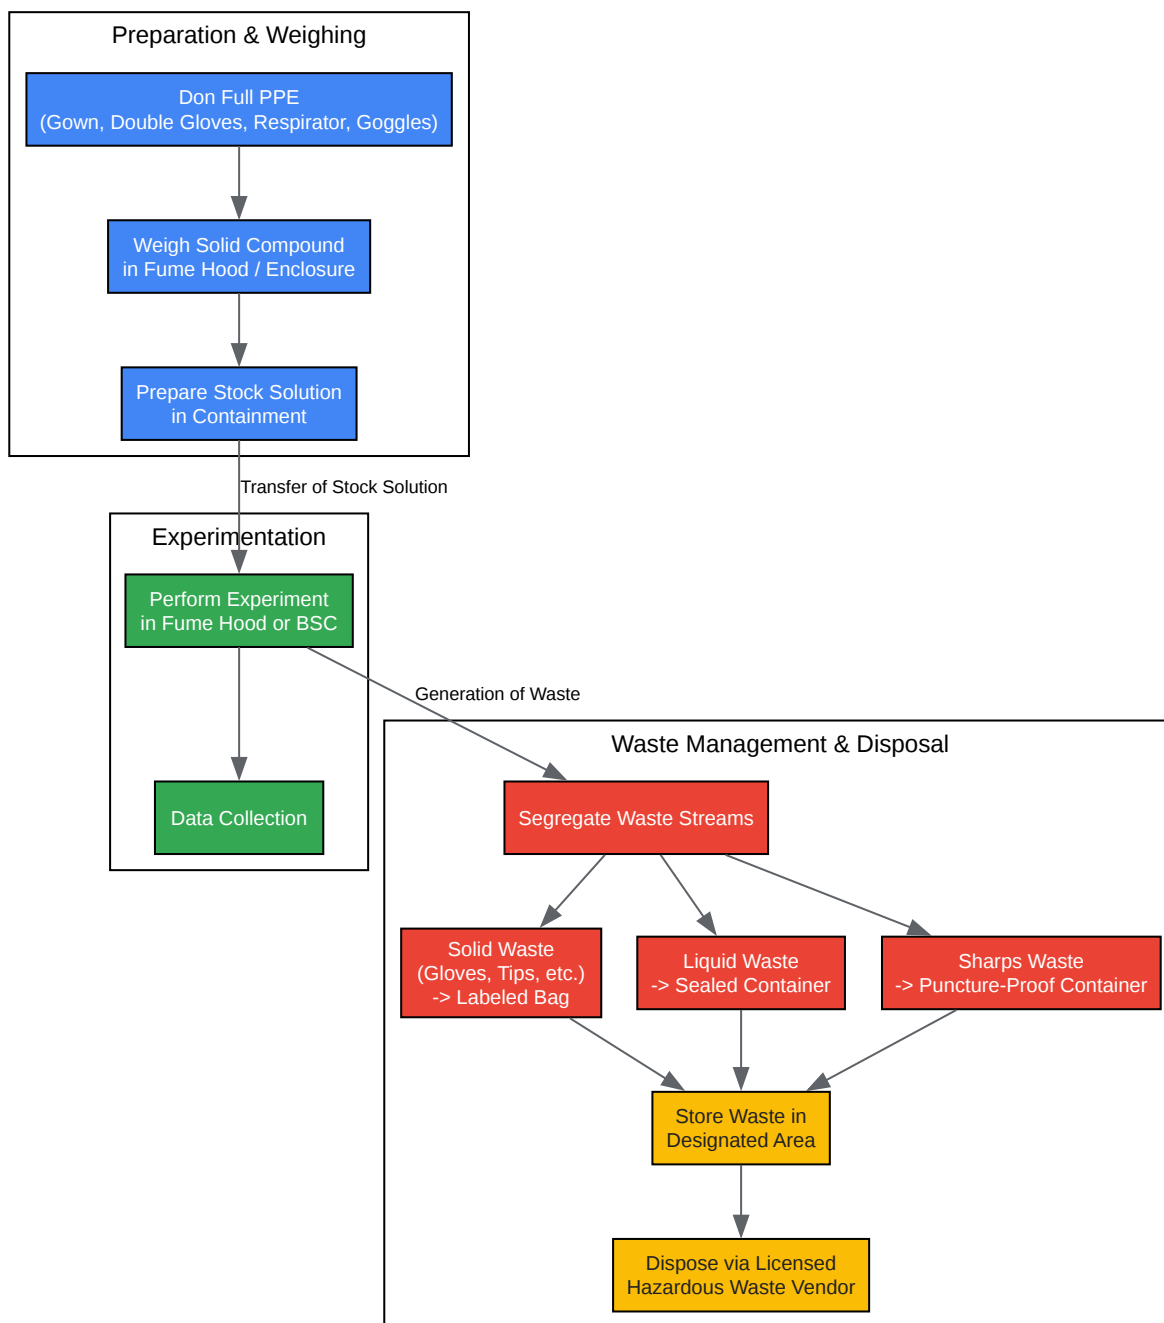 Preparation & Weighing
Don Full PPE
(Gown, Double Gloves, Respirator, Goggles)
Weigh Solid Compound
in Fume Hood / Enclosure
Prepare Stock Solution
in Containment
Transfer of Stock Solution
Experimentation
Perform Experiment
in Fume Hood or BSC
Generation of Waste
Data Collection
Waste Management & Disposal
Segregate Waste Streams
Solid Waste
(Gloves, Tips, etc.)
-> Labeled Bag
Liquid Waste
-> Sealed Container
Sharps Waste
-> Puncture-Proof Container
Store Waste in
Designated Area
Dispose via Licensed
Hazardous Waste Vendor